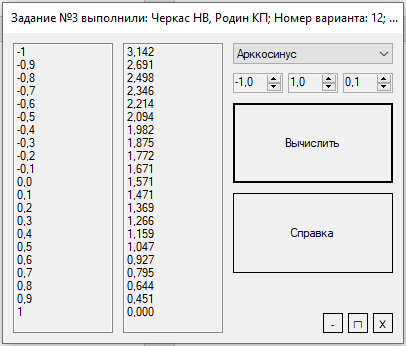 Задание №3 выполнили: Черкас НВ, Родин КП; Номер варианта: 12; ...
-1 3,142 Арккосинус
-0,9 2,691
-0,8 2,498 -1,0 1,0 0,1
-0,7 2,346
-0,6 2,214
-0,5 2,094
-0,4 1,982
-0,3 1,875 Вычислить
-0,2 1,772
-0,1 1,671
0,0 1,571
0,1 1,471
0,2 1,369
0,3 1,266
0,4 1,159 Справка
0,5 1,047
0,6 0,927
0,7 0,795
0,8 0,644
0,9 0,451
1 0,000
- □ X